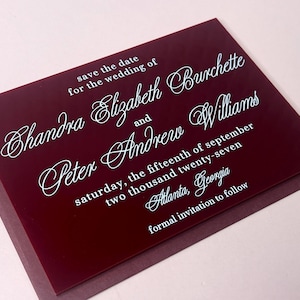 save the date
for the wedding of
Chandra Elizabeth Burchette
and
Peter Andrew Williams
saturday, the fifteenth of september
two thousand twenty-seven
Atlanta, Georgia
formal invitation to follow